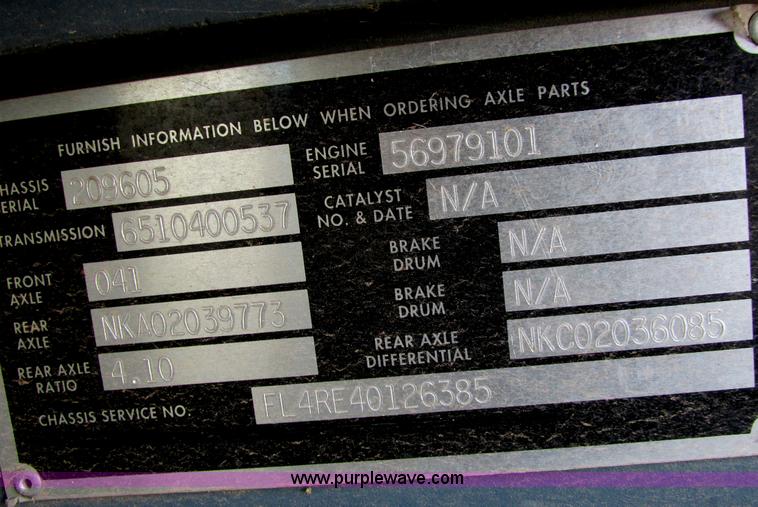 FURNISH INFORMATION BELOW WHEN ORDERING AXLE PARTS
HASSIS SERIAL 209605
ENGINE SERIAL 56979101
TRANSMISSION 6510400537
CATALYST NO. & DATE N/A
FRONT AXLE 041
BRAKE DRUM N/A
REAR AXLE NKA02039773
BRAKE DRUM N/A
REAR AXLE RATIO 4.10
REAR AXLE DIFFERENTIAL NKC02036085
CHASSIS SERVICE NO. FL4RE40126385
www.purplewave.com